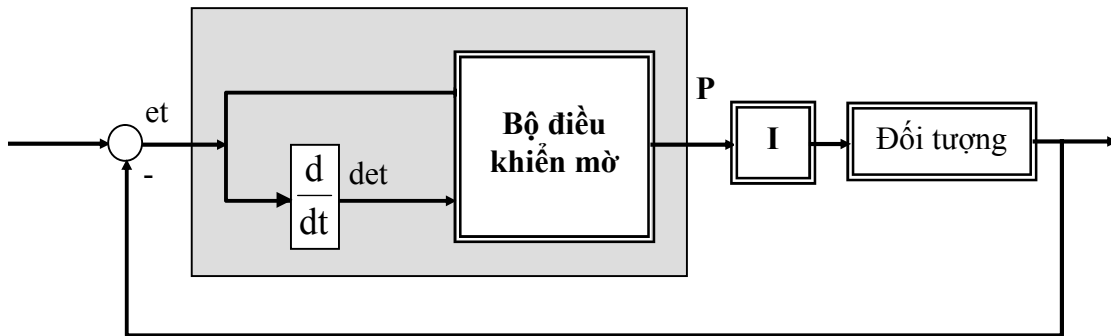 et
-
d
dt
det
Bộ điều
khiển mờ
P
I
Đối tượng